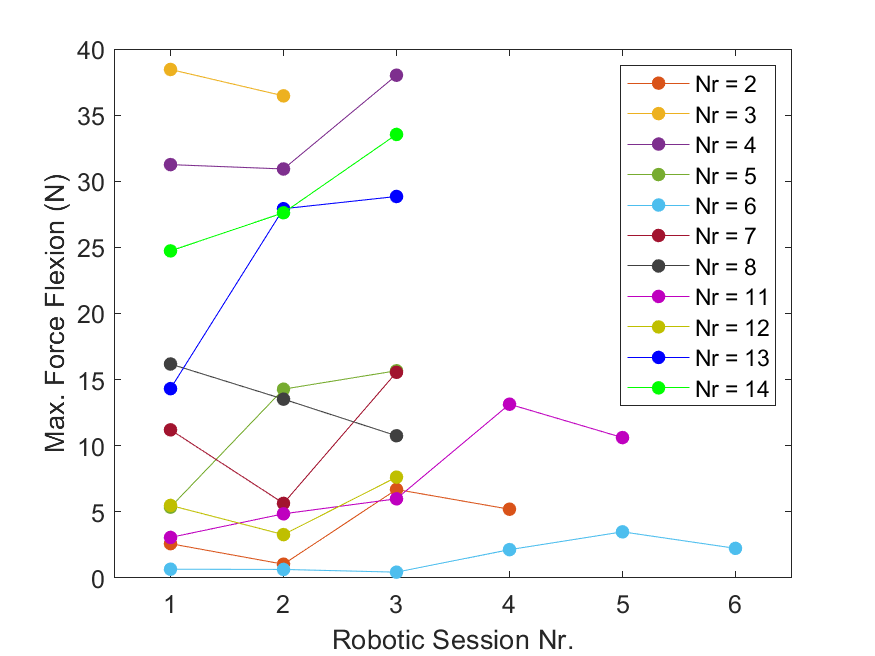 40
35
30
25
20
15
10
5
0
Max. Force Flexion (N)
1 2 3 4 5 6
Robotic Session Nr.
Nr = 2
Nr = 3
Nr = 4
Nr = 5
Nr = 6
Nr = 7
Nr = 8
Nr = 11
Nr = 12
Nr = 13
Nr = 14